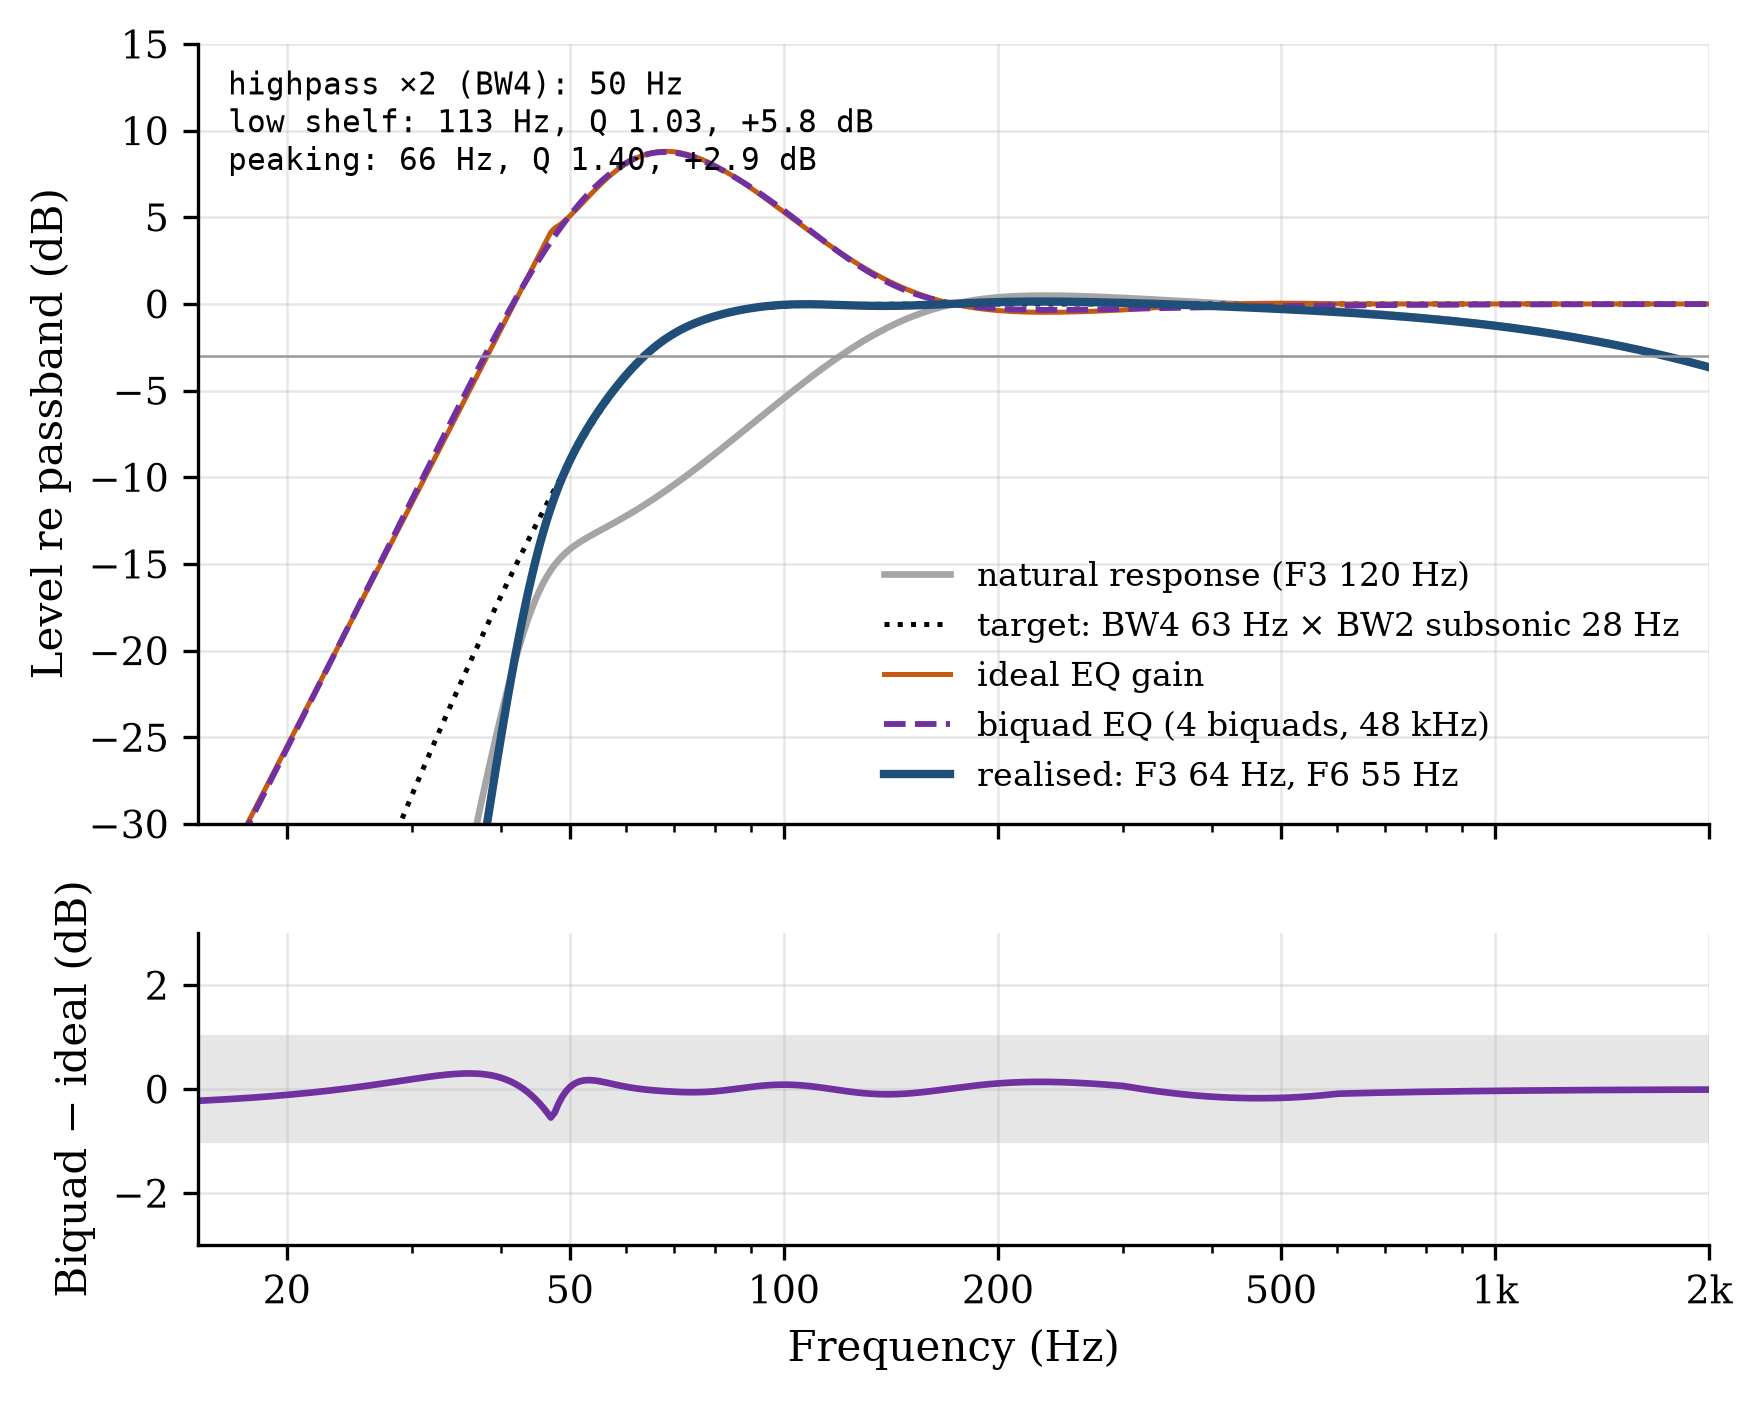 15
highpass ×2 (BW4): 50 Hz
low shelf: 113 Hz, Q 1.03, +5.8 dB
peaking: 66 Hz, Q 1.40, +2.9 dB
10
5
0
−5
−10
−15
−20
−25
−30
Level re passband (dB)
natural response (F3 120 Hz)
target: BW4 63 Hz × BW2 subsonic 28 Hz
ideal EQ gain
biquad EQ (4 biquads, 48 kHz)
realised: F3 64 Hz, F6 55 Hz
Biquad − ideal (dB)
2
0
−2
20 50 100 200 500 1k 2k
Frequency (Hz)